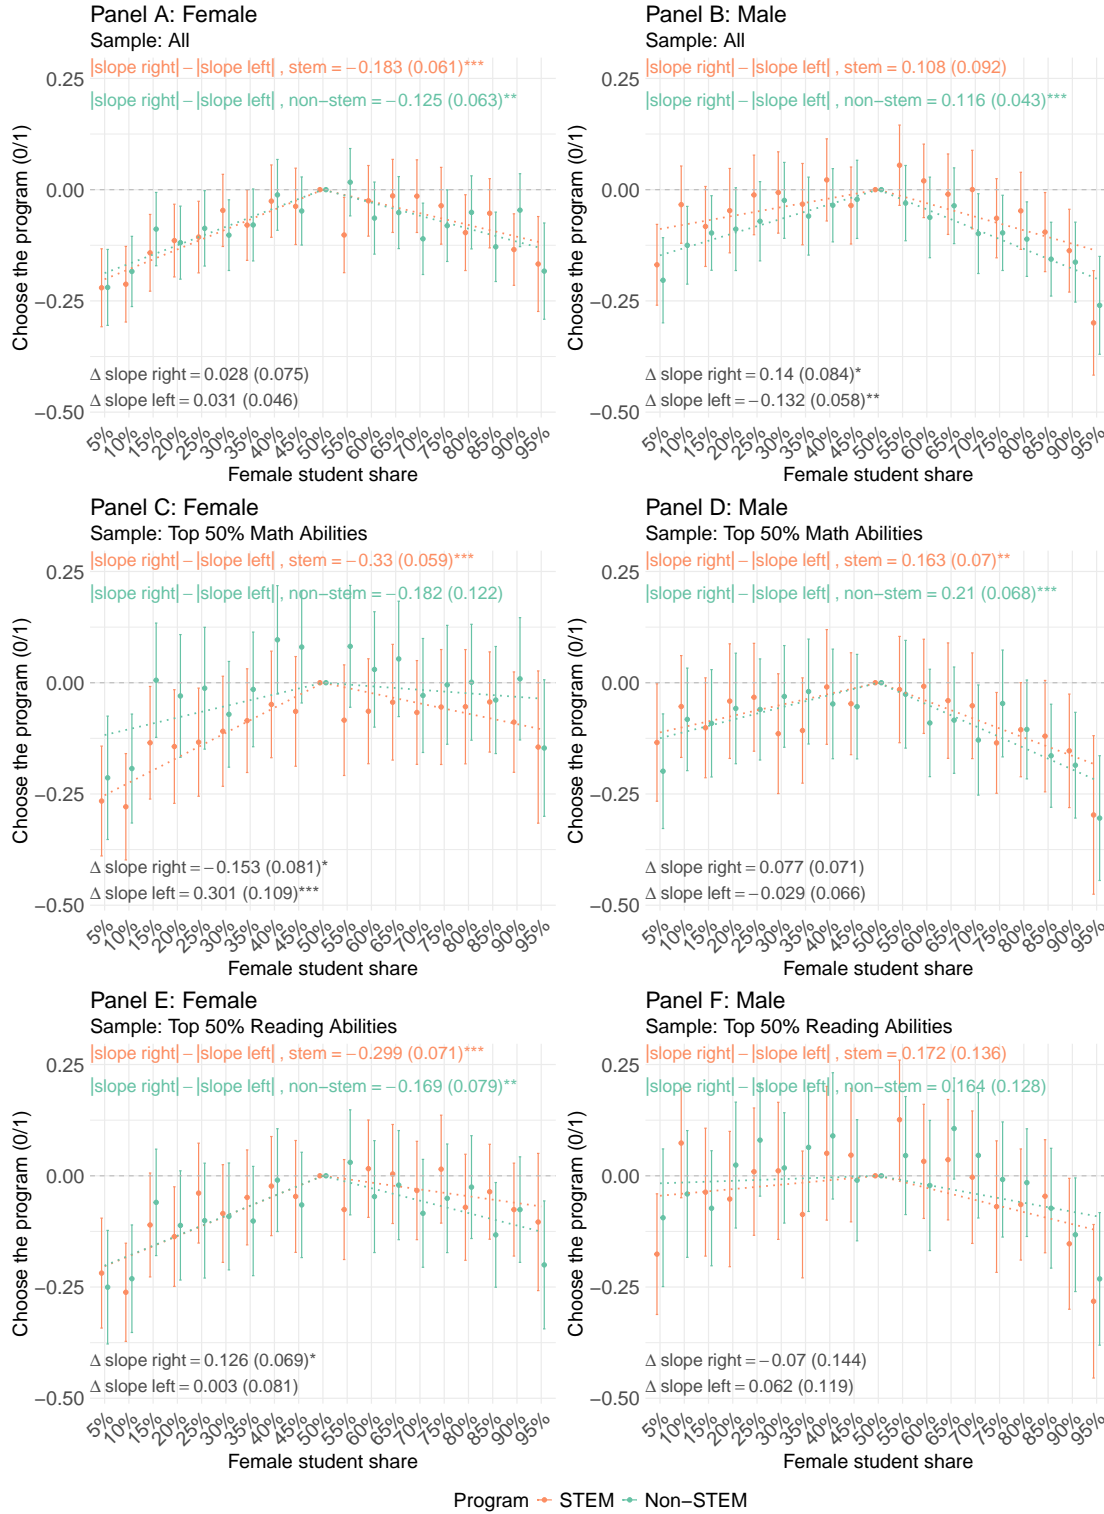 Panel A: Female
Sample: All
|slope right| − |slope left| , stem = −0.183 (0.061)***
|slope right| − |slope left| , non−stem = −0.125 (0.063)**
0.25
0.00
−0.25
−0.50
Choose the program (0/1)
Δ slope right = 0.028 (0.075)
Δ slope left = 0.031 (0.046)
5% 10% 15% 20% 25% 30% 35% 40% 45% 50% 55% 60% 65% 70% 75% 80% 85% 90% 95%
Female student share
Panel B: Male
Sample: All
|slope right| − |slope left| , stem = 0.108 (0.092)
|slope right| − |slope left| , non−stem = 0.116 (0.043)***
0.25
0.00
−0.25
−0.50
Choose the program (0/1)
Δ slope right = 0.14 (0.084)*
Δ slope left = −0.132 (0.058)**
5% 10% 15% 20% 25% 30% 35% 40% 45% 50% 55% 60% 65% 70% 75% 80% 85% 90% 95%
Female student share
Panel C: Female
Sample: Top 50% Math Abilities
|slope right| − |slope left| , stem = −0.33 (0.059)***
|slope right| − |slope left| , non−stem = −0.182 (0.122)
0.25
0.00
−0.25
−0.50
Choose the program (0/1)
Δ slope right = −0.153 (0.081)*
Δ slope left = 0.301 (0.109)***
5% 10% 15% 20% 25% 30% 35% 40% 45% 50% 55% 60% 65% 70% 75% 80% 85% 90% 95%
Female student share
Panel D: Male
Sample: Top 50% Math Abilities
|slope right| − |slope left| , stem = 0.163 (0.07)**
|slope right| − |slope left| , non−stem = 0.21 (0.068)***
0.25
0.00
−0.25
−0.50
Choose the program (0/1)
Δ slope right = 0.077 (0.071)
Δ slope left = −0.029 (0.066)
5% 10% 15% 20% 25% 30% 35% 40% 45% 50% 55% 60% 65% 70% 75% 80% 85% 90% 95%
Female student share
Panel E: Female
Sample: Top 50% Reading Abilities
|slope right| − |slope left| , stem = −0.299 (0.071)***
|slope right| − |slope left| , non−stem = −0.169 (0.079)**
0.25
0.00
−0.25
−0.50
Choose the program (0/1)
Δ slope right = 0.126 (0.069)*
Δ slope left = 0.003 (0.081)
5% 10% 15% 20% 25% 30% 35% 40% 45% 50% 55% 60% 65% 70% 75% 80% 85% 90% 95%
Female student share
Panel F: Male
Sample: Top 50% Reading Abilities
|slope right| − |slope left| , stem = 0.172 (0.136)
|slope right| − |slope left| , non−stem = 0.164 (0.128)
0.25
0.00
−0.25
−0.50
Choose the program (0/1)
Δ slope right = −0.07 (0.144)
Δ slope left = 0.062 (0.119)
5% 10% 15% 20% 25% 30% 35% 40% 45% 50% 55% 60% 65% 70% 75% 80% 85% 90% 95%
Female student share
Program STEM Non−STEM